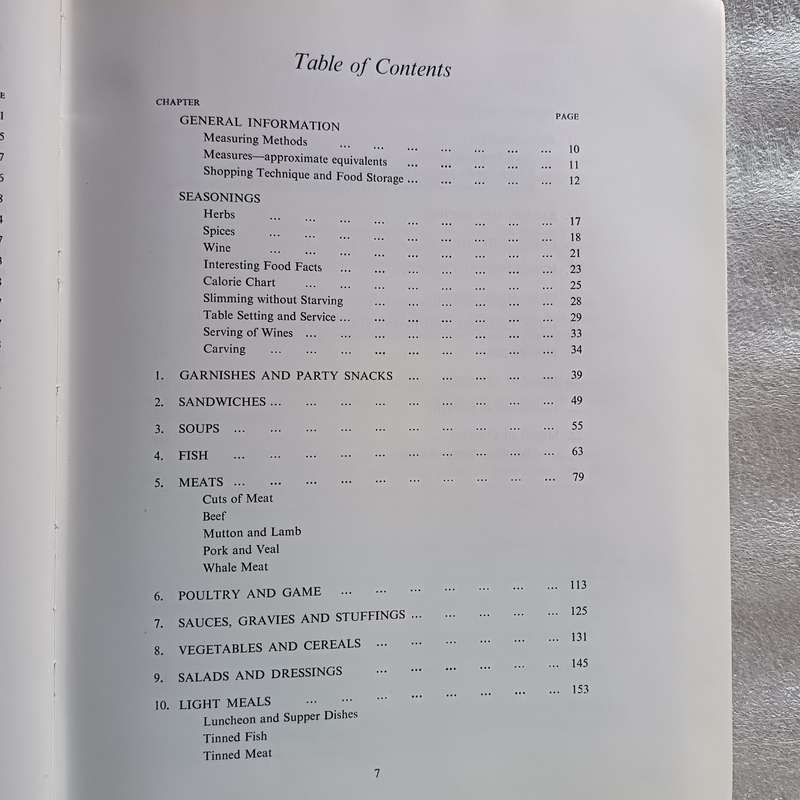 Table of Contents
CHAPTER PAGE
GENERAL INFORMATION
Measuring Methods ... ... ... ... ... ... ... 10
Measures—approximate equivalents ... ... ... ... ... 11
Shopping Technique and Food Storage ... ... ... ... ... 12
SEASONINGS
Herbs ... ... ... ... ... ... ... ... ... 17
Spices ... ... ... ... ... ... ... ... ... 18
Wine ... ... ... ... ... ... ... ... ... 21
Interesting Food Facts ... ... ... ... ... ... ... 23
Calorie Chart ... ... ... ... ... ... ... ... 25
Slimming without Starving ... ... ... ... ... ... 28
Table Setting and Service ... ... ... ... ... ... ... 29
Serving of Wines ... ... ... ... ... ... ... ... 33
Carving ... ... ... ... ... ... ... ... ... 34
1. GARNISHES AND PARTY SNACKS ... ... ... ... ... 39
2. SANDWICHES ... ... ... ... ... ... ... ... ... 49
3. SOUPS ... ... ... ... ... ... ... ... ... ... 55
4. FISH ... ... ... ... ... ... ... ... ... ... 63
5. MEATS ... ... ... ... ... ... ... ... ... ... 79
Cuts of Meat
Beef
Mutton and Lamb
Pork and Veal
Whale Meat
6. POULTRY AND GAME ... ... ... ... ... ... ... 113
7. SAUCES, GRAVIES AND STUFFINGS ... ... ... ... ... 125
8. VEGETABLES AND CEREALS ... ... ... ... ... ... 131
9. SALADS AND DRESSINGS ... ... ... ... ... ... 145
10. LIGHT MEALS ... ... ... ... ... ... ... ... 153
Luncheon and Supper Dishes
Tinned Fish
Tinned Meat
7